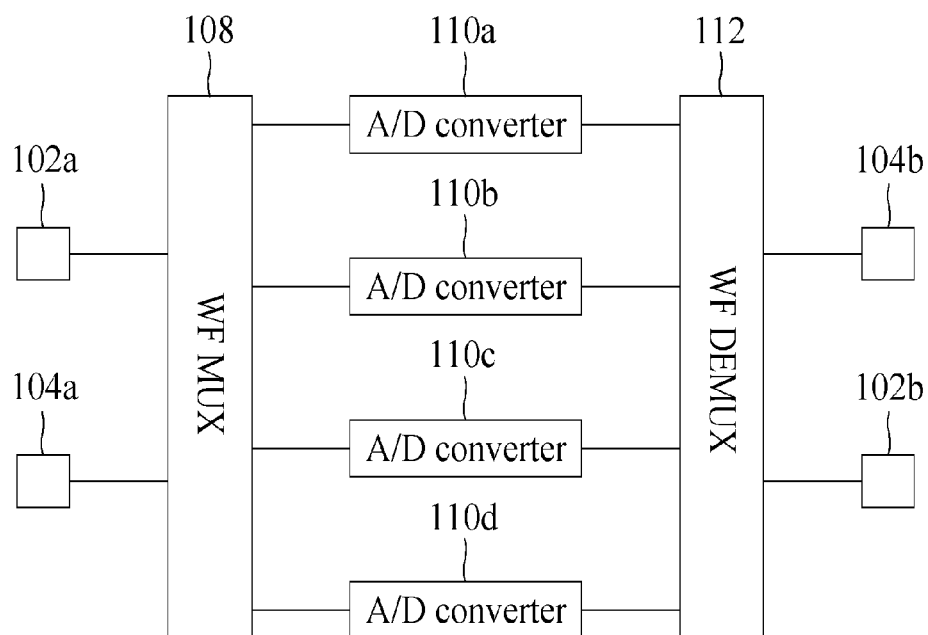 108
110a
112
A/D converter
102a
104b
110b
A/D converter
WF MUX
WF DEMUX
110c
104a
102b
A/D converter
110d
A/D converter